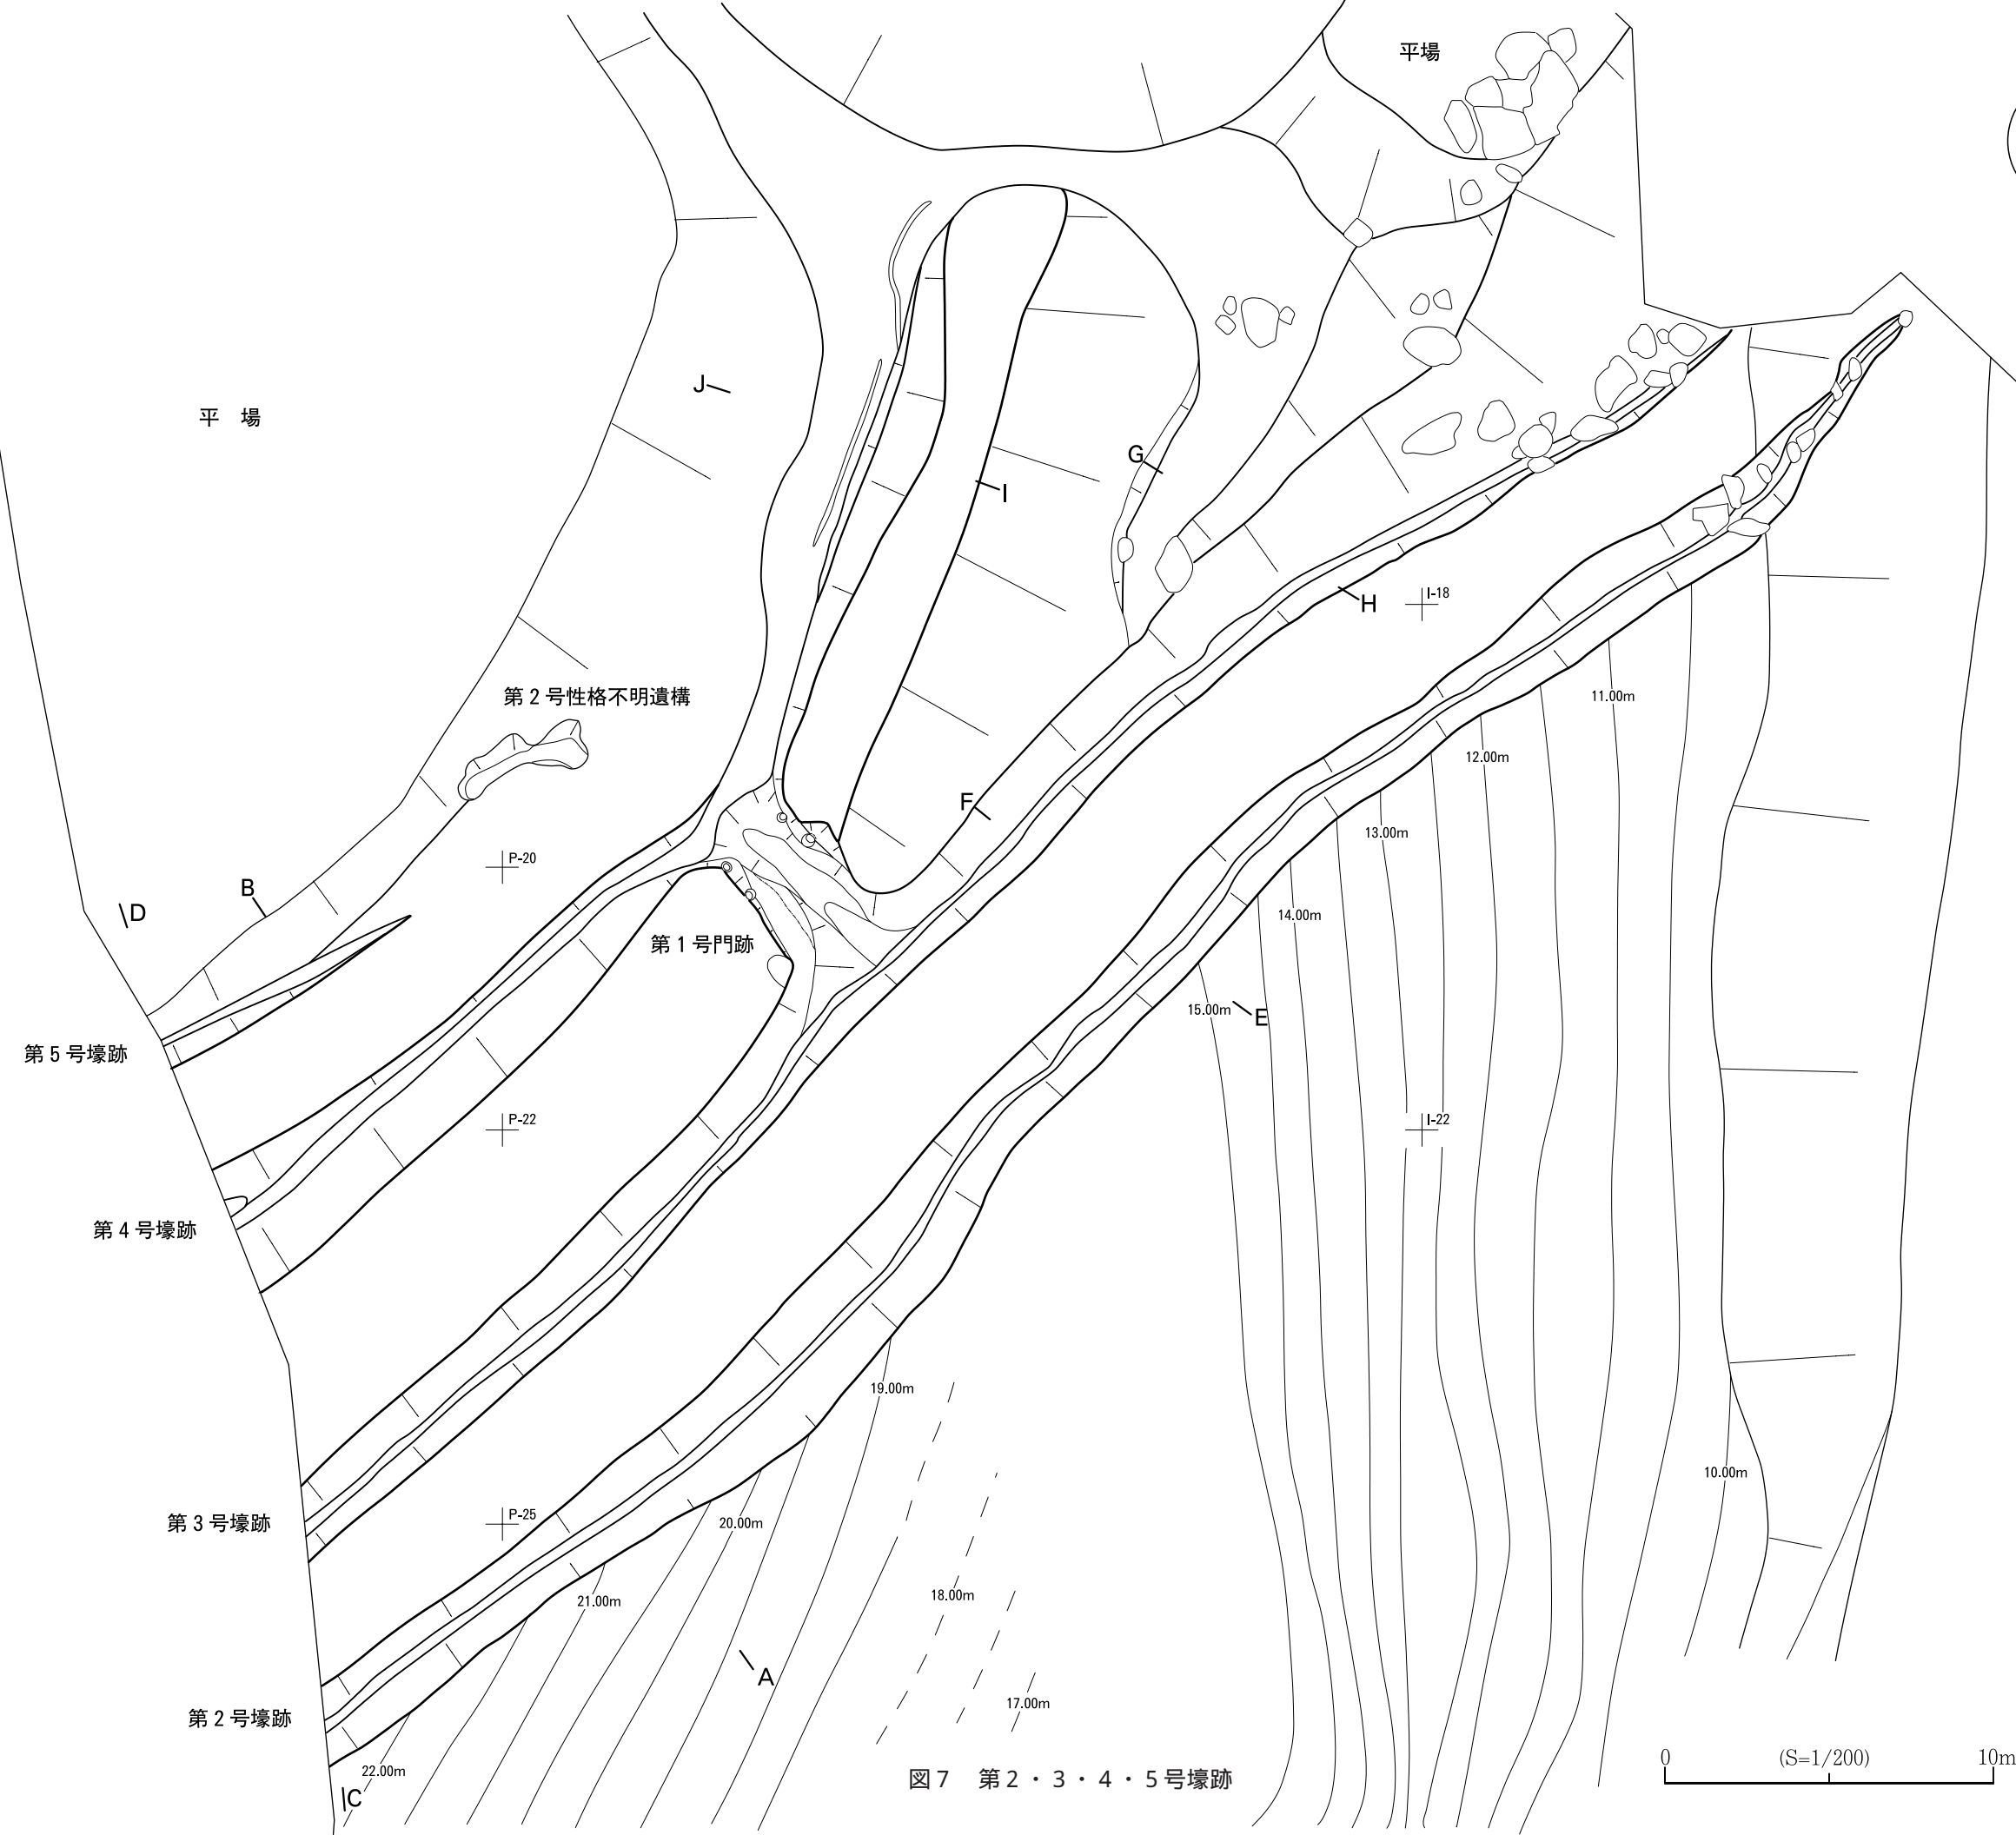 平場
J
平　場
G
I
H
I-18
第２号性格不明遺構
11.00m
12.00m
F
13.00m
P-20
B
D
14.00m
第１号門跡
15.00m
E
第５号壕跡
P-22
I-22
第４号壕跡
19.00m
10.00m
P-25
20.00m
第３号壕跡
18.00m
21.00m
A
17.00m
第２号壕跡
22.00m
C
0 (S=1/200) 10m
図７　第２・３・４・５号壕跡